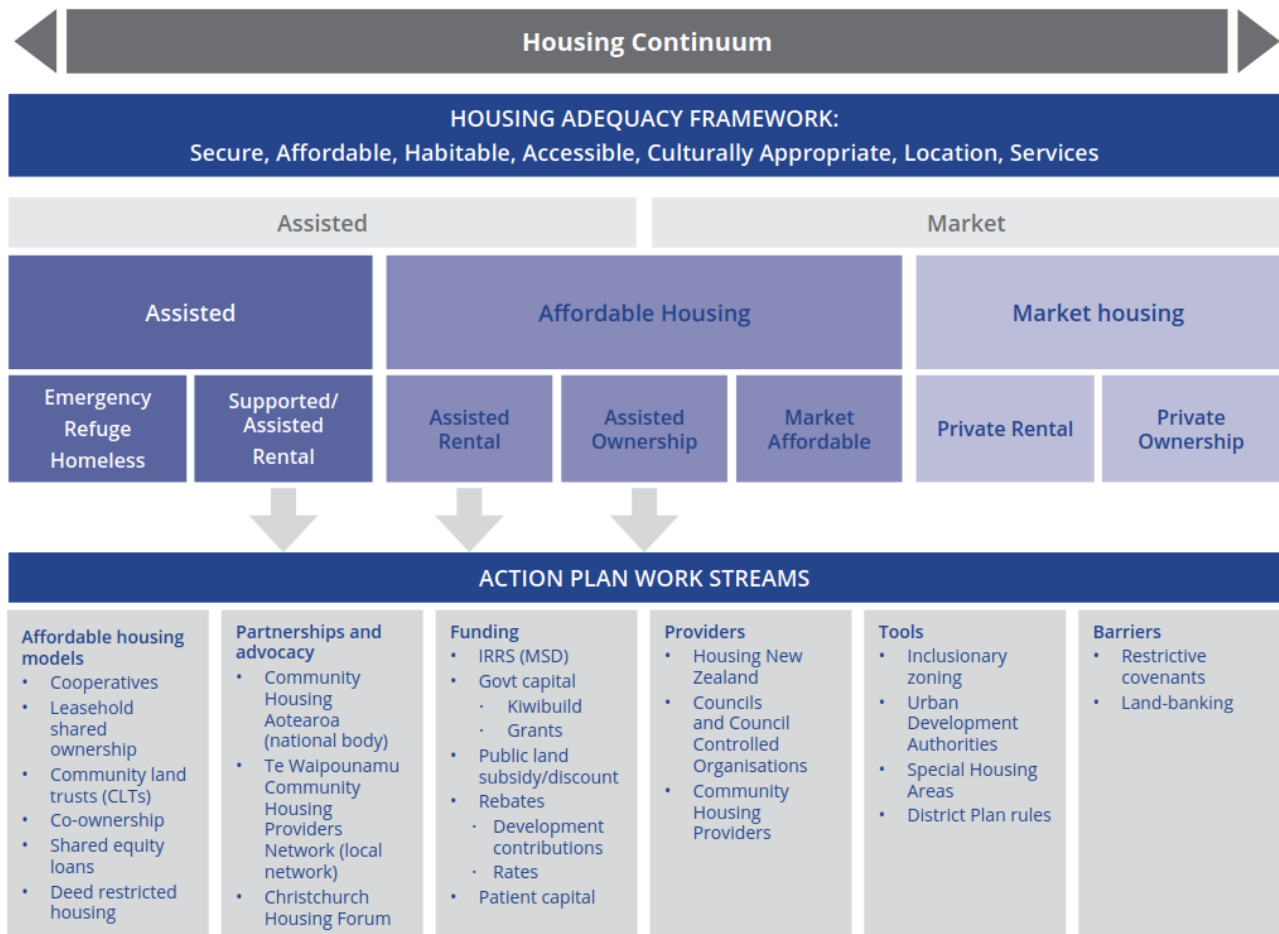 Housing Continuum
HOUSING ADEQUACY FRAMEWORK:
Secure, Affordable, Habitable, Accessible, Culturally Appropriate, Location, Services
Assisted
Market
Assisted
Affordable Housing
Market housing
Emergency
Refuge
Homeless
Supported/
Assisted
Rental
Assisted
Rental
Assisted
Ownership
Market
Affordable
Private Rental
Private
Ownership
ACTION PLAN WORK STREAMS
Affordable housing
models
• Cooperatives
• Leasehold
shared
ownership
• Community land
trusts (CLTs)
• Co-ownership
• Shared equity
loans
• Deed restricted
housing
Partnerships and
advocacy
• Community
Housing
Aotearoa
(national body)
• Te Waipounamu
Community
Housing
Providers
Network (local
network)
• Christchurch
Housing Forum
Funding
• IRRS (MSD)
• Govt capital
· Kiwibuild
· Grants
• Public land
subsidy/discount
• Rebates
· Development
contributions
· Rates
• Patient capital
Providers
• Housing New
Zealand
• Councils
and Council
Controlled
Organisations
• Community
Housing
Providers
Tools
• Inclusionary
zoning
• Urban
Development
Authorities
• Special Housing
Areas
• District Plan rules
Barriers
• Restrictive
covenants
• Land-banking